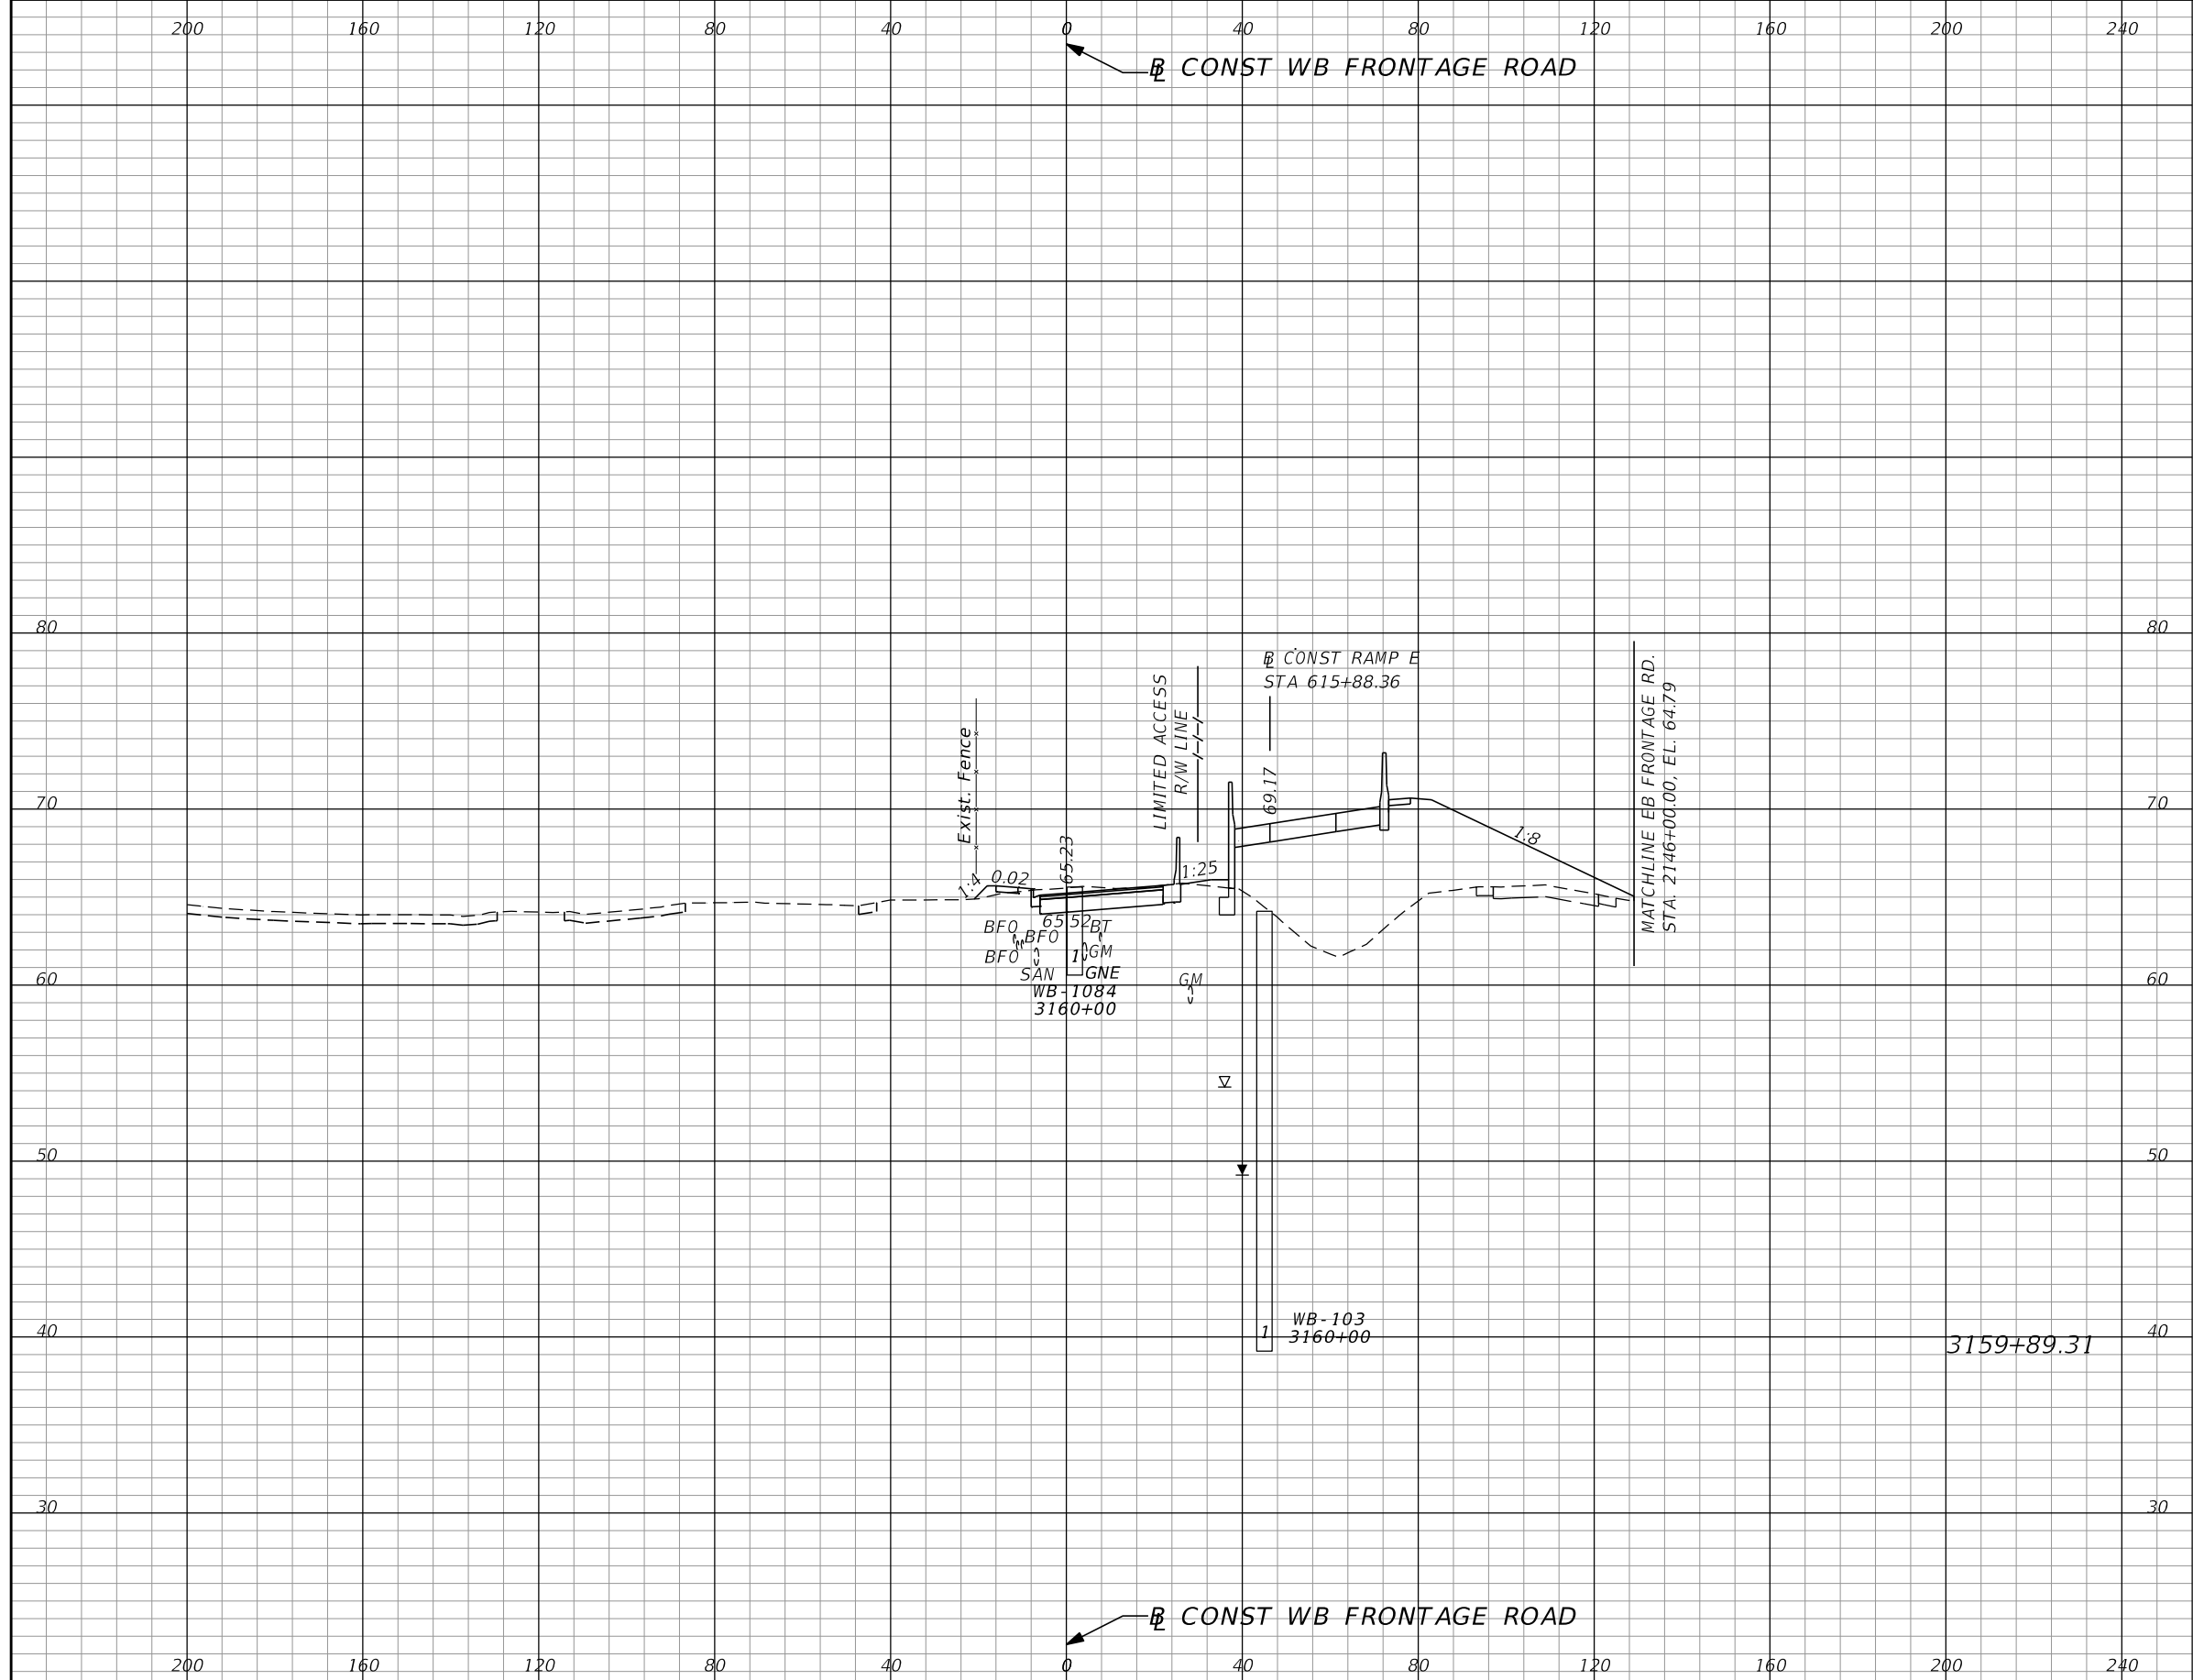 200 160 120 80 40 0 40 80 120 160 200 240
BL CONST WB FRONTAGE ROAD
80 80
BL CONST RAMP E
STA 615+88.36
MATCHLINE EB FRONTAGE RD.
STA. 2146+00.00, EL. 64.79
LIMITED ACCESS
R/W LINE
Exist. Fence
69.17
70 70
65.23
1:4
0.02
1:25
1:8
65.52
BFO
BFO
BFO
BT
GM
1
SAN
GNE
GM
60 60
WB-1084
3160+00
50 50
WB-103
3160+00
1
40 40
3159+89.31
30 30
BL CONST WB FRONTAGE ROAD
200 160 120 80 40 0 40 80 120 160 200 240